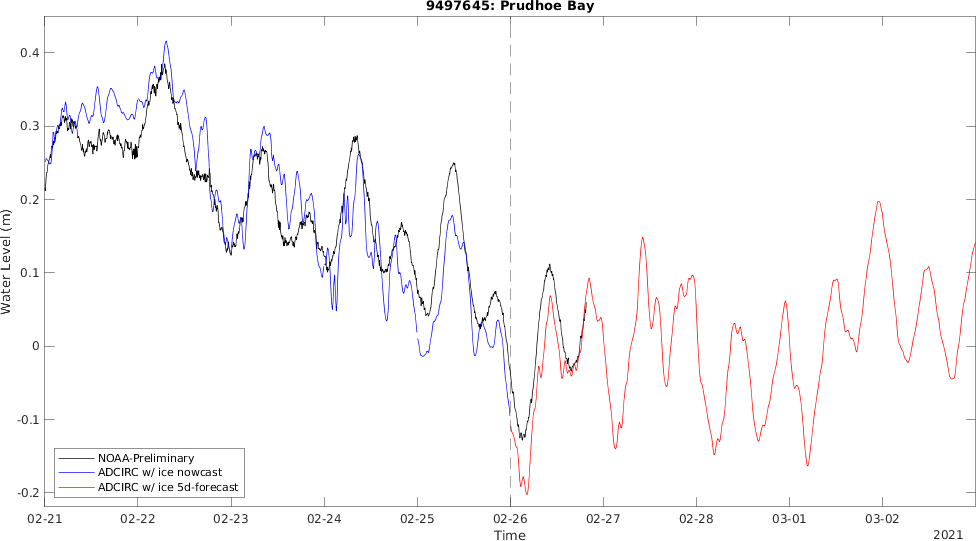 9497645: Prudhoe Bay
Water Level (m)
0.4
0.3
0.2
0.1
0
-0.1
-0.2
NOAA-Preliminary
ADCIRC w/ ice nowcast
ADCIRC w/ ice 5d-forecast
02-21 02-22 02-23 02-24 02-25 02-26 02-27 02-28 03-01 03-02
Time
2021